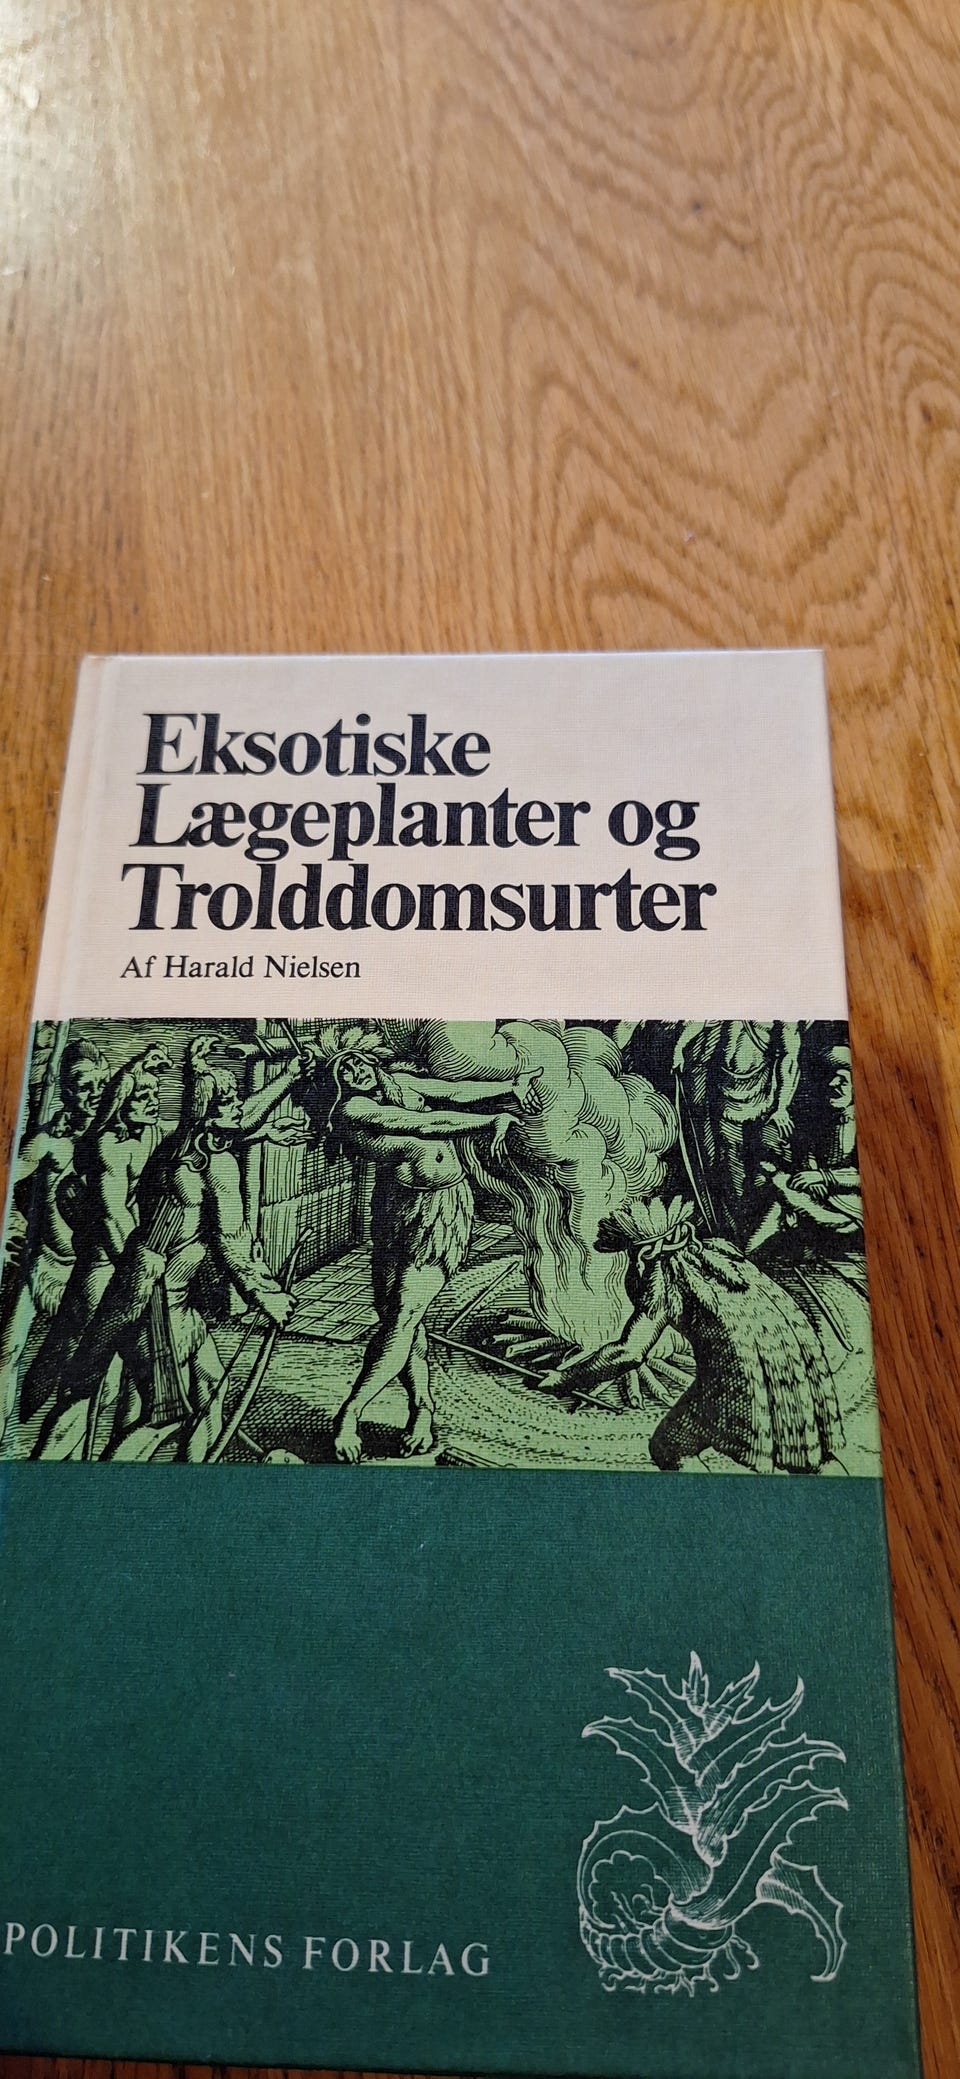 Eksotiske
Lægeplanter og
Trolddomsurter
Af Harald Nielsen
POLITIKENS FORLAG